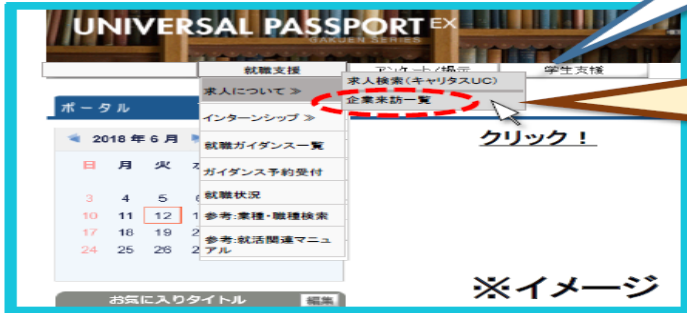 UNIVERSAL PASSPORT EX
GAKUEN SERIES
就職支援
アンケート/掲示
学生支援
求人について ≫
求人検索(キャリタスUC)
企業来訪一覧
インターンシップ ≫
就職ガイダンス一覧
ガイダンス予約受付
就職状況
参考:業種・職種検索
参考:就活関連マニュ
アル
クリック！
ポータル
2018 年 6 月
日 月 火
3 4 5
10 11 12 1
17 18 19 2
24 25 26 2
お気に入りタイトル
編集
※イメージ